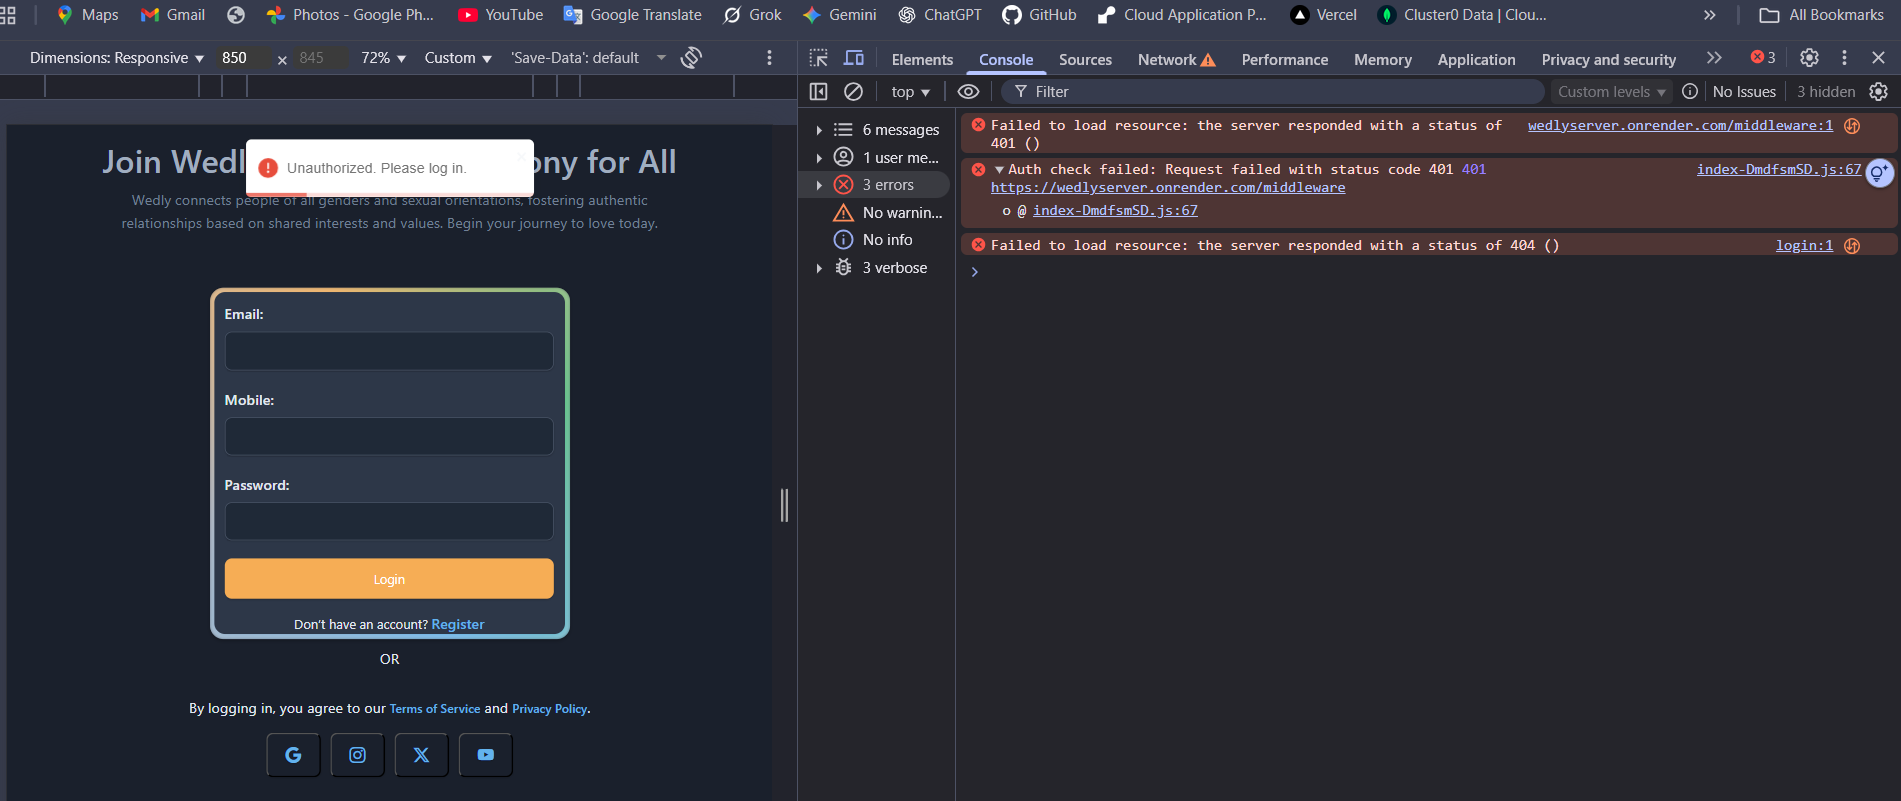 Maps Gmail Photos - Google Ph... YouTube Google Translate Grok Gemini ChatGPT GitHub Cloud Application P... Vercel Cluster0 Data | Clou... » All Bookmarks
Dimensions: Responsive ▼ 850 × 845 72% ▼ Custom ▼ 'Save-Data': default ▼
Elements Console Sources Network Performance Memory Application Privacy and security » 3
top ▼ Filter Custom levels ▼ No Issues 3 hidden
Join Wedl
ony for All
Unauthorized. Please log in.
Wedly connects people of all genders and sexual orientations, fostering authentic
relationships based on shared interests and values. Begin your journey to love today.
Email:
Mobile:
Password:
Login
Don't have an account? Register
OR
By logging in, you agree to our Terms of Service and Privacy Policy.
6 messages
1 user me...
3 errors
No warnin...
No info
3 verbose
Failed to load resource: the server responded with a status of wedlyserver.onrender.com/middleware:1
401 ()
▼Auth check failed: Request failed with status code 401 401 index-DmdfsmSD.js:67
https://wedlyserver.onrender.com/middleware
o @ index-DmdfsmSD.js:67
Failed to load resource: the server responded with a status of 404 () login:1
>